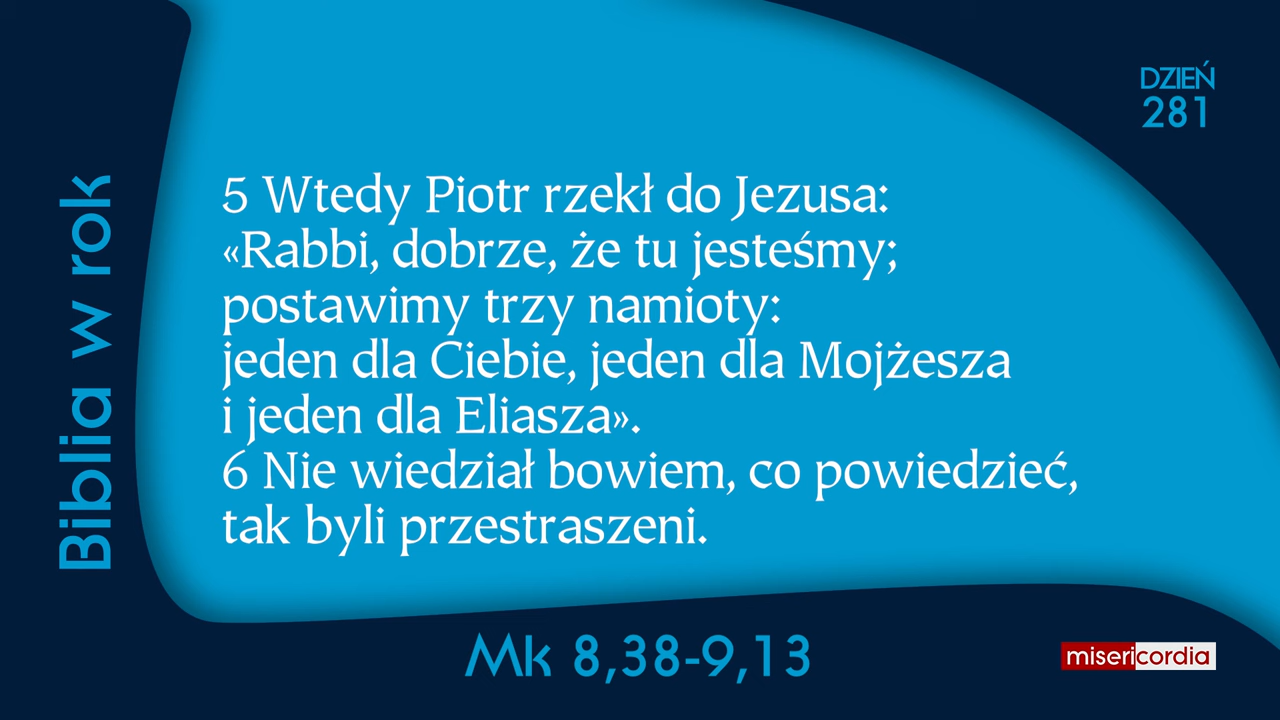 DZIEŃ
281
Biblia w rok
5 Wtedy Piotr rzekł do Jezusa:
«Rabbi, dobrze, że tu jesteśmy;
postawimy trzy namioty:
jeden dla Ciebie, jeden dla Mojżesza
i jeden dla Eliasza».
6 Nie wiedział bowiem, co powiedzieć,
tak byli przestraszeni.
Mk 8,38-9,13
misericordia